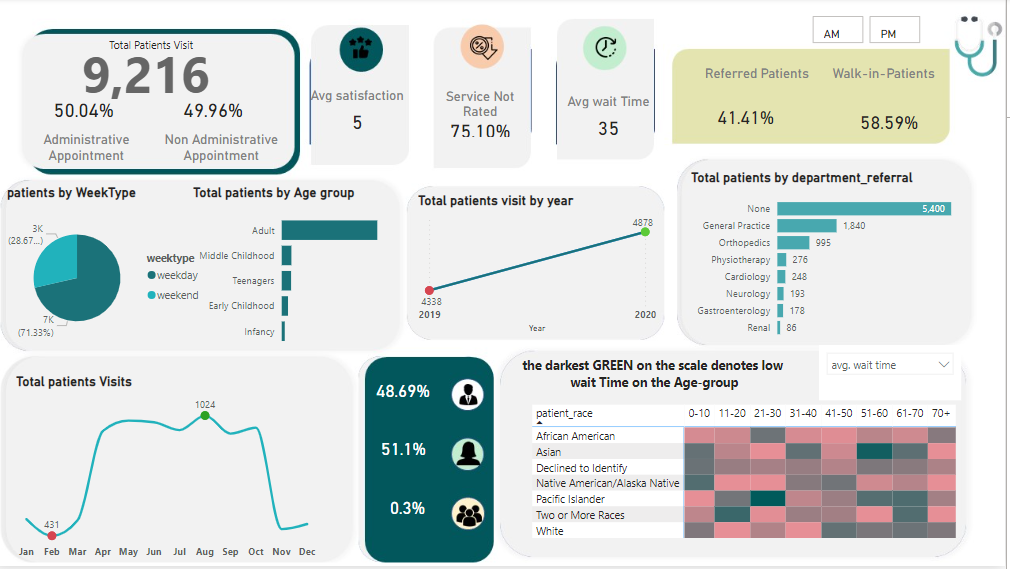 Total Patients Visit
9,216
50.04%
49.96%
Administrative
Appointment
Non Administrative
Appointment
Avg satisfaction
5
Service Not
Rated
75.10%
Avg wait Time
35
AM
PM
Referred Patients
Walk-in-Patients
41.41%
58.59%
patients by WeekType
3K
(28.67...)
7K
(71.33%)
weektype
weekday
weekend
Total patients by Age group
Adult
Middle Childhood
Teenagers
Early Childhood
Infancy
Total patients visit by year
4878
4338
2019
2020
Year
Total patients by department_referral
None
5,400
General Practice
1,840
Orthopedics
995
Physiotherapy
276
Cardiology
248
Neurology
193
Gastroenterology
178
Renal
86
Total patients Visits
1024
431
Jan Feb Mar Apr May Jun Jul Aug Sep Oct Nov Dec
48.69%
51.1%
0.3%
the darkest GREEN on the scale denotes low
wait Time on the Age-group
avg. wait time
patient_race 0-10 11-20 21-30 31-40 41-50 51-60 61-70 70+
African American
Asian
Declined to Identify
Native American/Alaska Native
Pacific Islander
Two or More Races
White